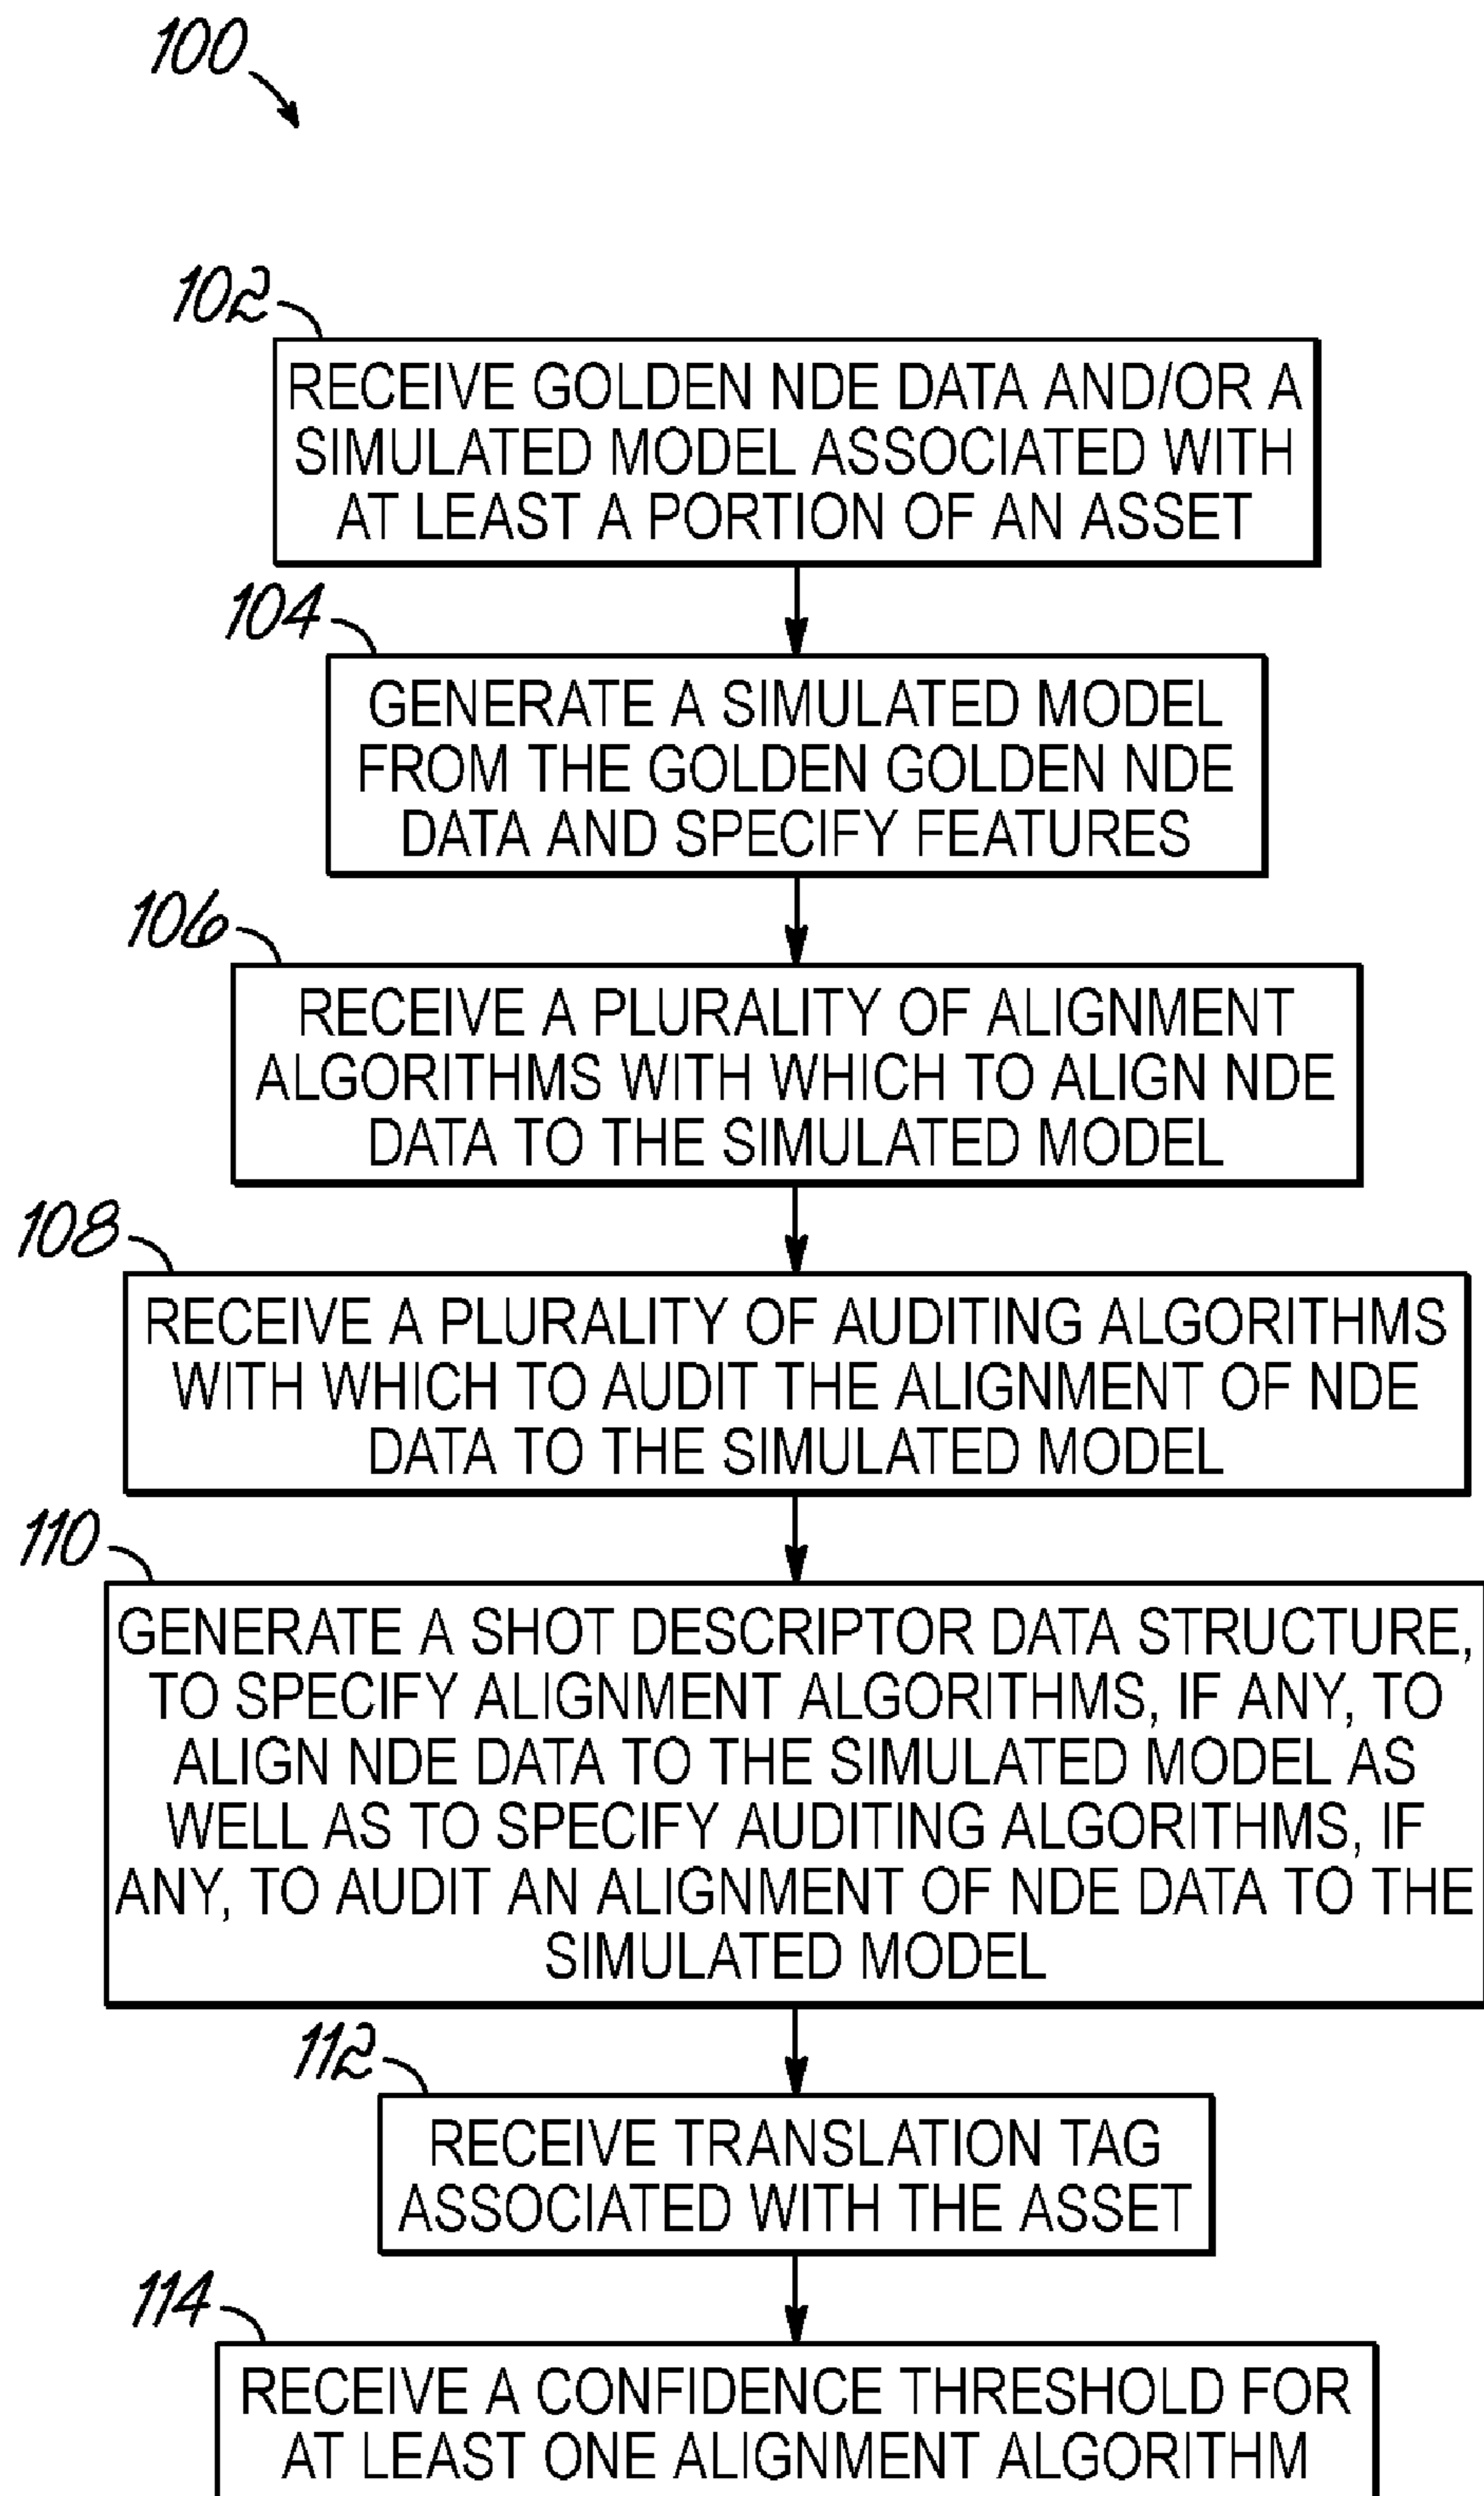 100
102
RECEIVE GOLDEN NDE DATA AND/OR A
SIMULATED MODEL ASSOCIATED WITH
AT LEAST A PORTION OF AN ASSET
104
GENERATE A SIMULATED MODEL
FROM THE GOLDEN GOLDEN NDE
DATA AND SPECIFY FEATURES
106
RECEIVE A PLURALITY OF ALIGNMENT
ALGORITHMS WITH WHICH TO ALIGN NDE
DATA TO THE SIMULATED MODEL
108
RECEIVE A PLURALITY OF AUDITING ALGORITHMS
WITH WHICH TO AUDIT THE ALIGNMENT OF NDE
DATA TO THE SIMULATED MODEL
110
GENERATE A SHOT DESCRIPTOR DATA STRUCTURE,
TO SPECIFY ALIGNMENT ALGORITHMS, IF ANY, TO
ALIGN NDE DATA TO THE SIMULATED MODEL AS
WELL AS TO SPECIFY AUDITING ALGORITHMS, IF
ANY, TO AUDIT AN ALIGNMENT OF NDE DATA TO THE
SIMULATED MODEL
112
RECEIVE TRANSLATION TAG
ASSOCIATED WITH THE ASSET
114
RECEIVE A CONFIDENCE THRESHOLD FOR
AT LEAST ONE ALIGNMENT ALGORITHM